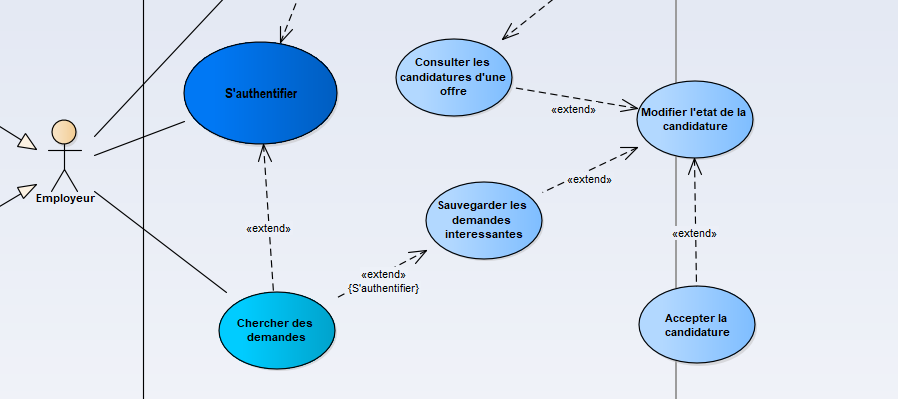 Consulter les
candidatures d'une
offre
S'authentifier
«extend»
Modifier l'etat de la
candidature
«extend»
Employeur
Sauvegarder les
demandes
interessantes
«extend»
«extend»
«extend»
{S'authentifier}
Chercher des
demandes
Accepter la
candidature